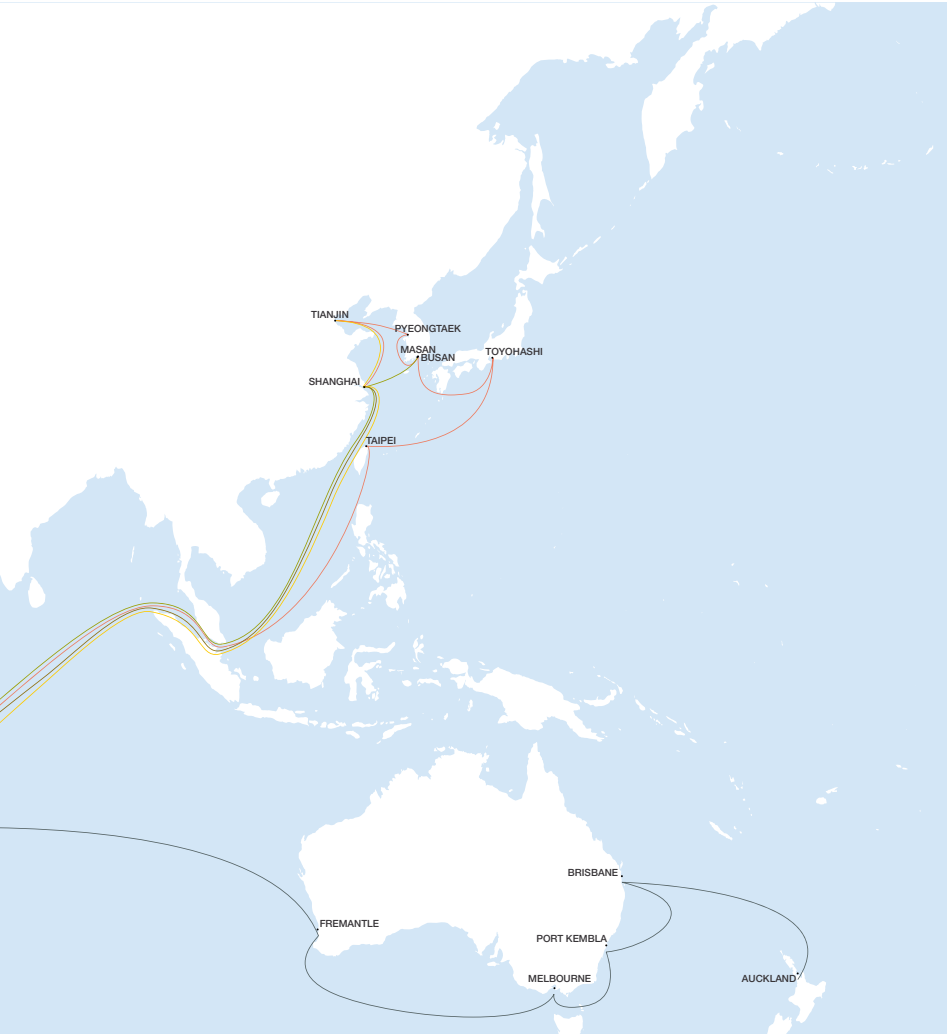 TIANJIN
PYEONGTAEK
MASAN
BUSAN
TOYOHASHI
SHANGHAI
TAIPEI
BRISBANE
FREMANTLE
PORT KEMBLA
MELBOURNE
AUCKLAND